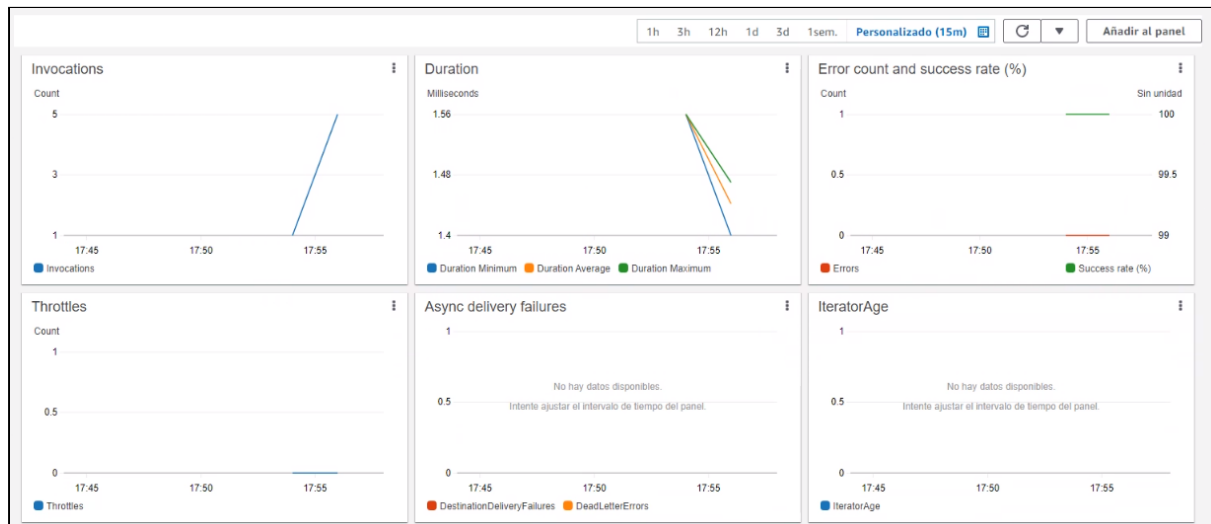 1h 3h 12h 1d 3d 1sem. Personalizado (15m) Añadir al panel
Invocations
Count
5
3
1
17:45 17:50 17:55
Invocations
Duration
Milliseconds
1.56
1.48
1.4
17:45 17:50 17:55
Duration Minimum Duration Average Duration Maximum
Error count and success rate (%)
Count Sin unidad
1 100
0.5 99.5
0 99
17:45 17:50 17:55
Errors Success rate (%)
Throttles
Count
1
0.5
0
17:45 17:50 17:55
Throttles
Async delivery failures
1
No hay datos disponibles.
0.5 Intente ajustar el intervalo de tiempo del panel.
0
17:45 17:50 17:55
DestinationDeliveryFailures DeadLetterErrors
IteratorAge
1
No hay datos disponibles.
0.5 Intente ajustar el intervalo de tiempo del panel.
0
17:45 17:50 17:55
IteratorAge